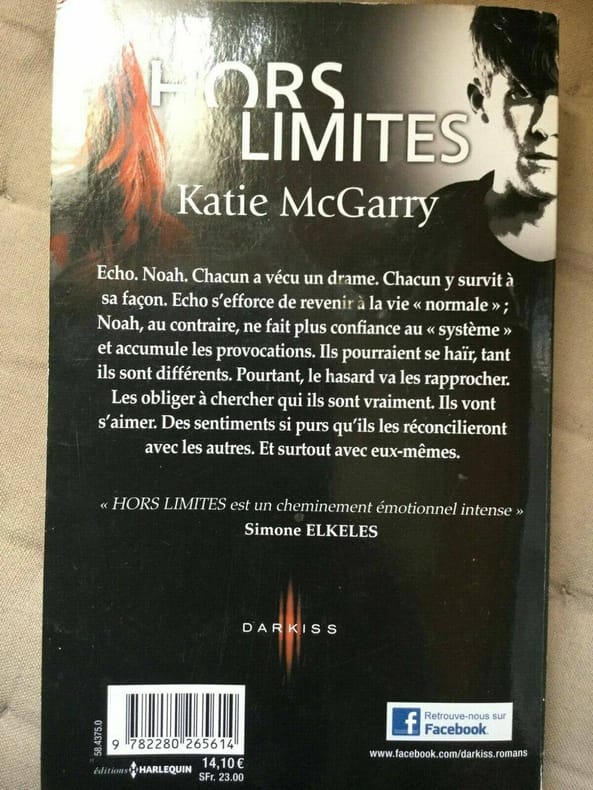 HORS
LIMITES
Katie McGarry
Echo. Noah. Chacun a vécu un drame. Chacun y survit à
sa façon. Echo s'efforce de revenir à la vie « normale » ;
Noah, au contraire, ne fait plus confiance au « système »
et accumule les provocations. Ils pourraient se haïr, tant
ils sont différents. Pourtant, le hasard va les rapprocher.
Les obliger à chercher qui ils sont vraiment. Ils vont
s'aimer. Des sentiments si purs qu'ils les réconcilieront
avec les autres. Et surtout avec eux-mêmes.
« HORS LIMITES est un cheminement émotionnel intense »
Simone ELKELES
DARKISS
58.4375.0
9 782280 265614
éditions HARLEQUIN
14,10 €
SFr. 23.00
Retrouve-nous sur
Facebook
www.facebook.com/darkiss.romans